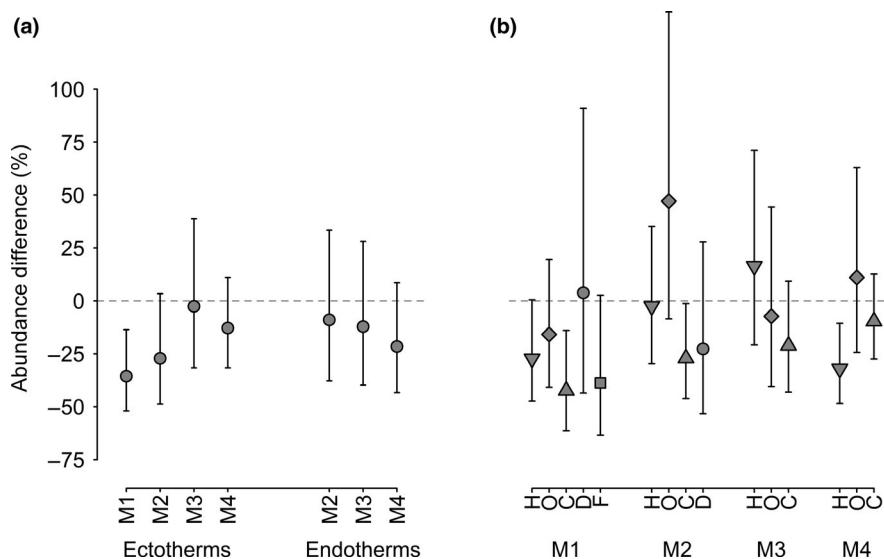 (a) (b)
Abundance difference (%)
100
75
50
25
0
–25
–50
–75
M1 M2 M3 M4 M2 M3 M4 H O C D F H O C D H O C H O C
Ectotherms Endotherms M1 M2 M3 M4